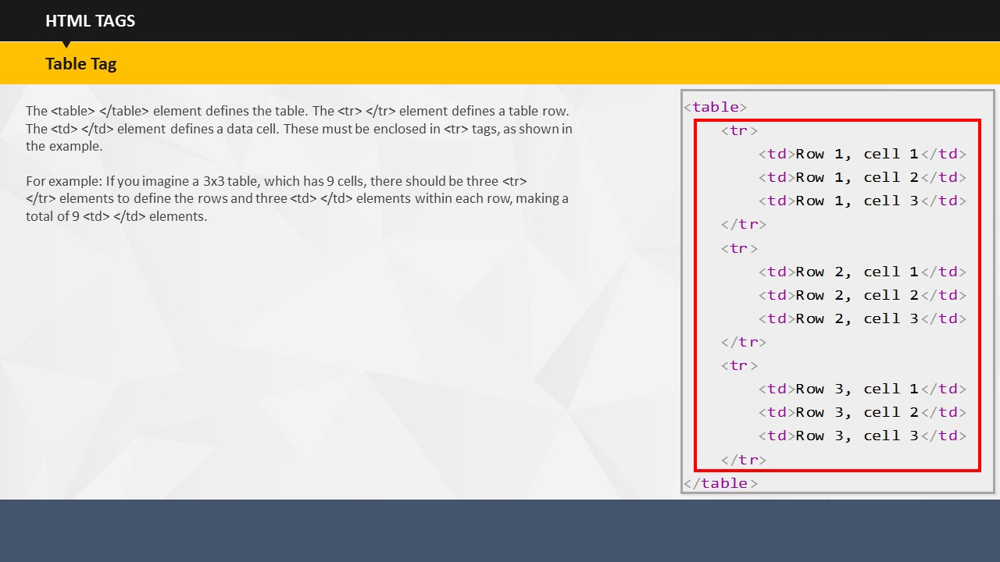 HTML TAGS
Table Tag
The <table> </table> element defines the table. The <tr> </tr> element defines a table row.
The <td> </td> element defines a data cell. These must be enclosed in <tr> tags, as shown in
the example.
For example: If you imagine a 3x3 table, which has 9 cells, there should be three <tr>
</tr> elements to define the rows and three <td> </td> elements within each row, making a
total of 9 <td> </td> elements.
<table>
<tr>
<td>Row 1, cell 1</td>
<td>Row 1, cell 2</td>
<td>Row 1, cell 3</td>
</tr>
<tr>
<td>Row 2, cell 1</td>
<td>Row 2, cell 2</td>
<td>Row 2, cell 3</td>
</tr>
<tr>
<td>Row 3, cell 1</td>
<td>Row 3, cell 2</td>
<td>Row 3, cell 3</td>
</tr>
</table>